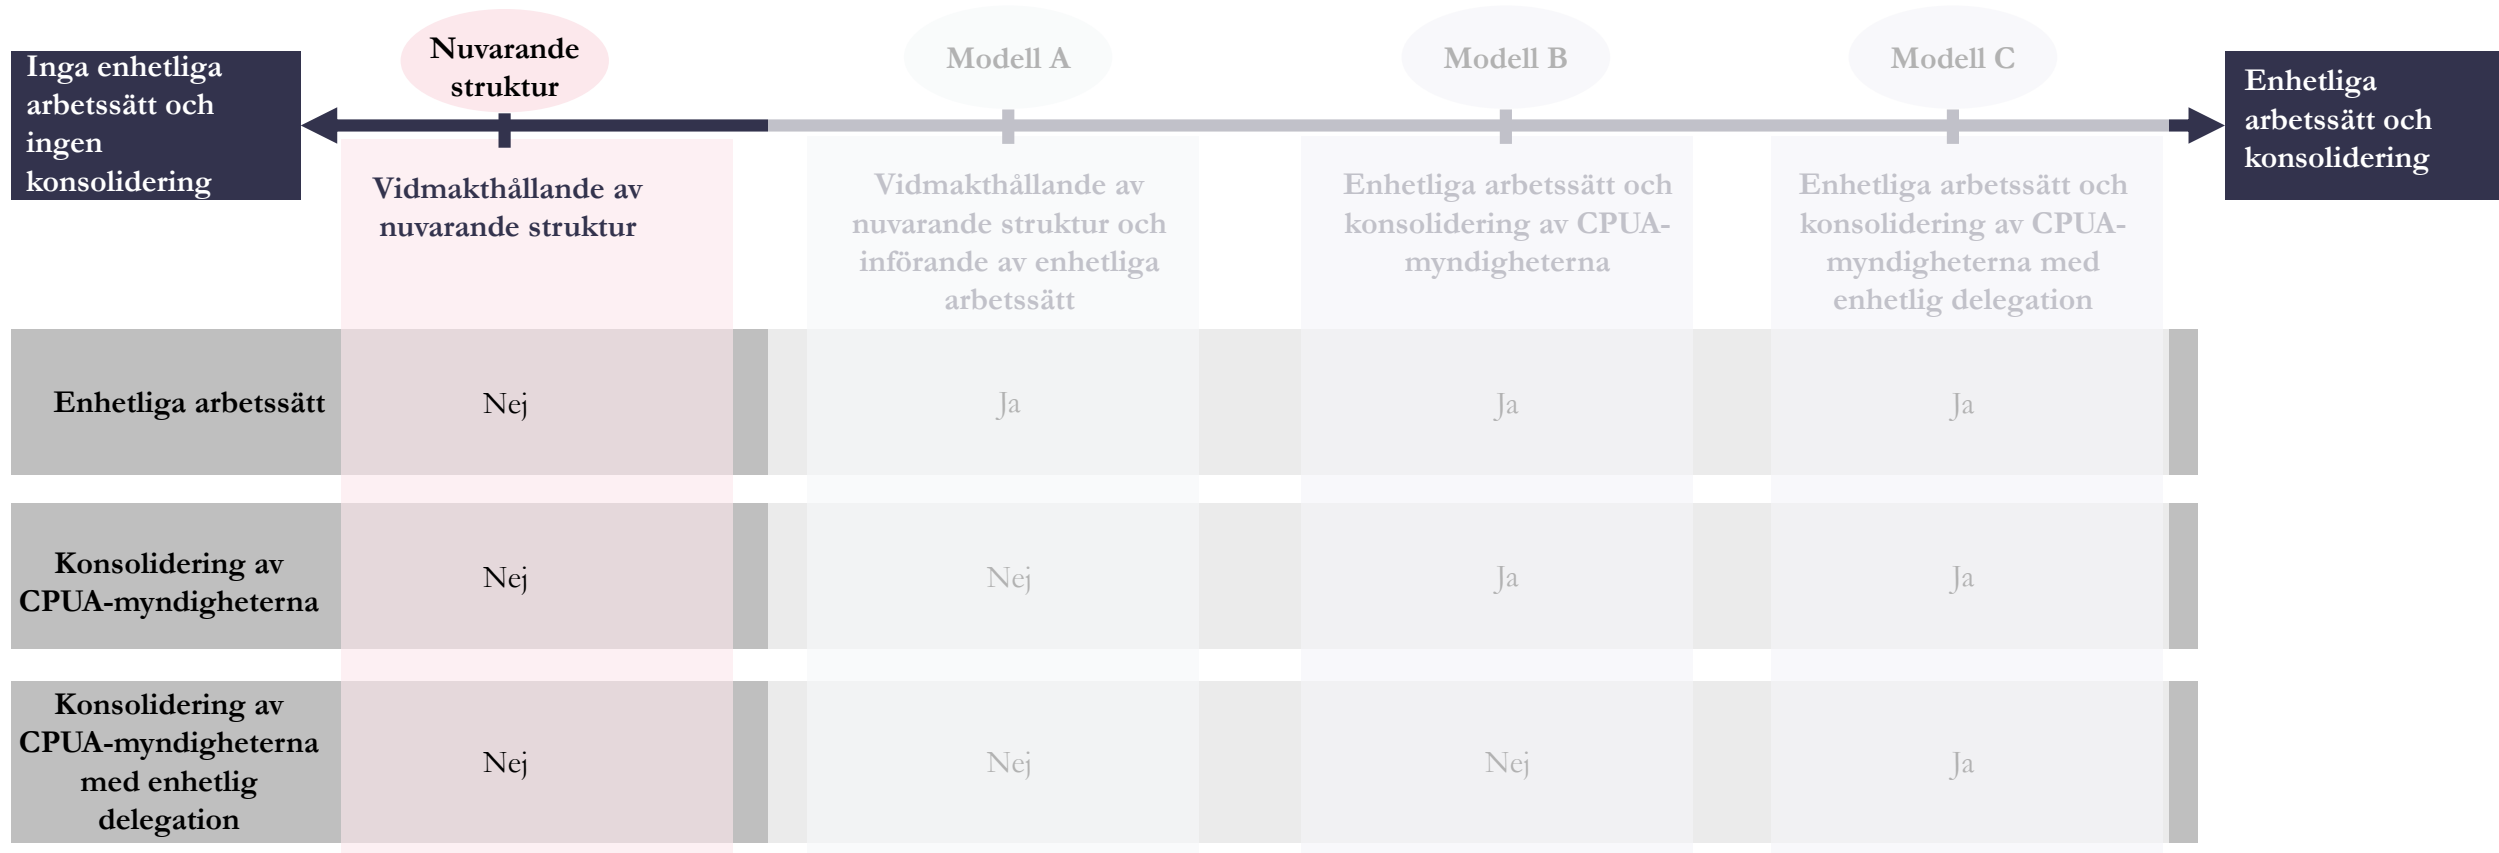 Inga enhetliga
arbetssätt och
ingen
konsolidering
Nuvarande
struktur
Modell A
Modell B
Modell C
Enhetliga
arbetssätt och
konsolidering
Vidmakthållande av
nuvarande struktur
Vidmakthållande av
nuvarande struktur och
införande av enhetliga
arbetssätt
Enhetliga arbetssätt och
konsolidering av CPUA-
myndigheterna
Enhetliga arbetssätt och
konsolidering av CPUA-
myndigheterna med
enhetlig delegation
Enhetliga arbetssätt
Nej
Ja
Ja
Ja
Konsolidering av
CPUA-myndigheterna
Nej
Nej
Ja
Ja
Konsolidering av
CPUA-myndigheterna
med enhetlig
delegation
Nej
Nej
Nej
Ja